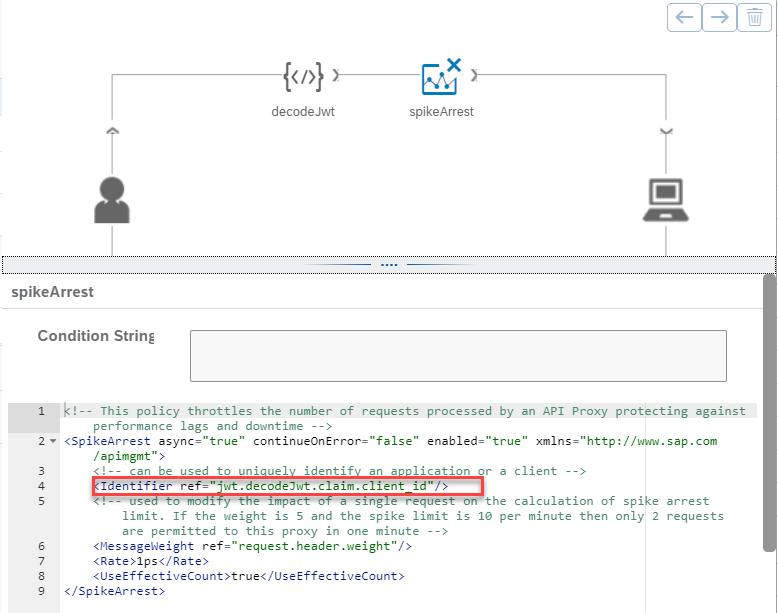 decodeJwt
spikeArrest
spikeArrest
Condition String
1 <!-- This policy throttles the number of requests processed by an API Proxy protecting against
performance lags and downtime -->
2 <SpikeArrest async="true" continueOnError="false" enabled="true" xmlns="http://www.sap.com
/apimgmt">
3 <!-- can be used to uniquely identify an application or a client -->
4 <Identifier ref="jwt.decodeJwt.claim.client_id"/>
5 <!-- used to modify the impact of a single request on the calculation of spike arrest
limit. If the weight is 5 and the spike limit is 10 per minute then only 2 requests
are permitted to this proxy in one minute -->
6 <MessageWeight ref="request.header.weight"/>
7 <Rate>1ps</Rate>
8 <UseEffectiveCount>true</UseEffectiveCount>
9 </SpikeArrest>